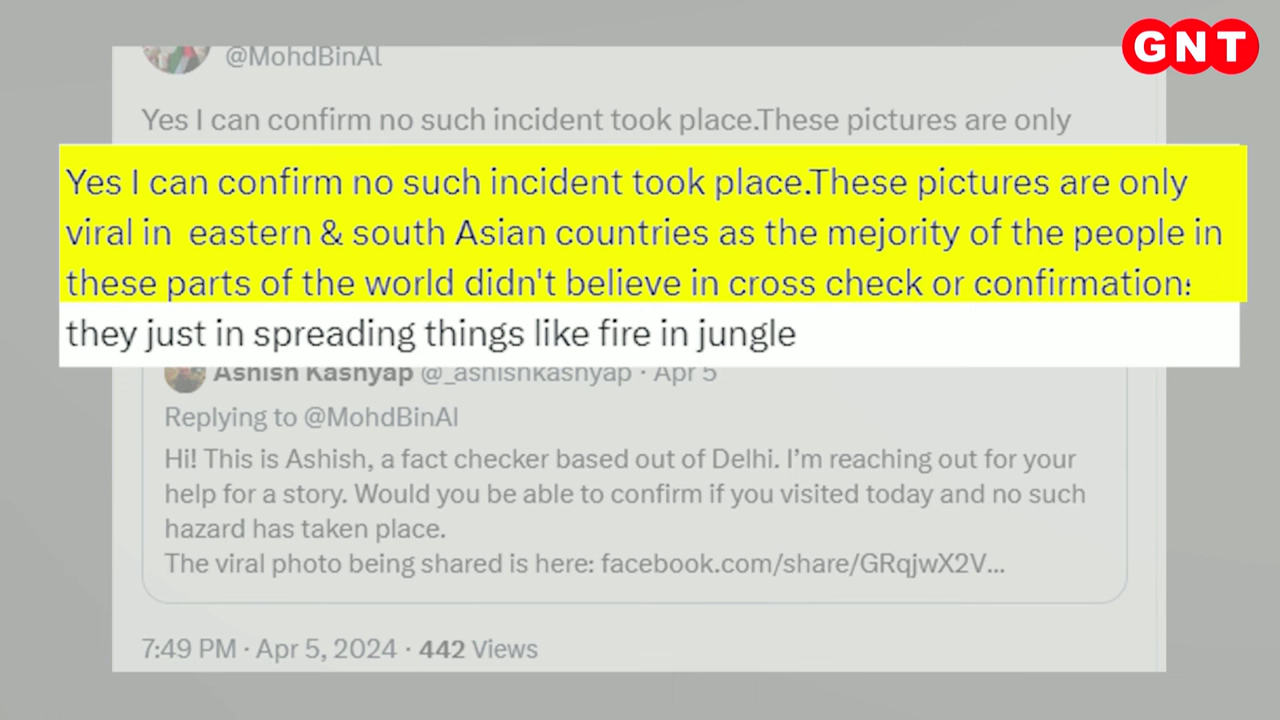 GNT
@MohdBinAl
Yes I can confirm no such incident took place.These pictures are only
Yes I can confirm no such incident took place.These pictures are only
viral in eastern & south Asian countries as the mejority of the people in
these parts of the world didn't believe in cross check or confirmation:
they just in spreading things like fire in jungle
Ashish Kashyap @_ashishkashyap · Apr 5
Replying to @MohdBinAl
Hi! This is Ashish, a fact checker based out of Delhi. I’m reaching out for your
help for a story. Would you be able to confirm if you visited today and no such
hazard has taken place.
The viral photo being shared is here: facebook.com/share/GRqjwX2V...
7:49 PM · Apr 5, 2024 · 442 Views